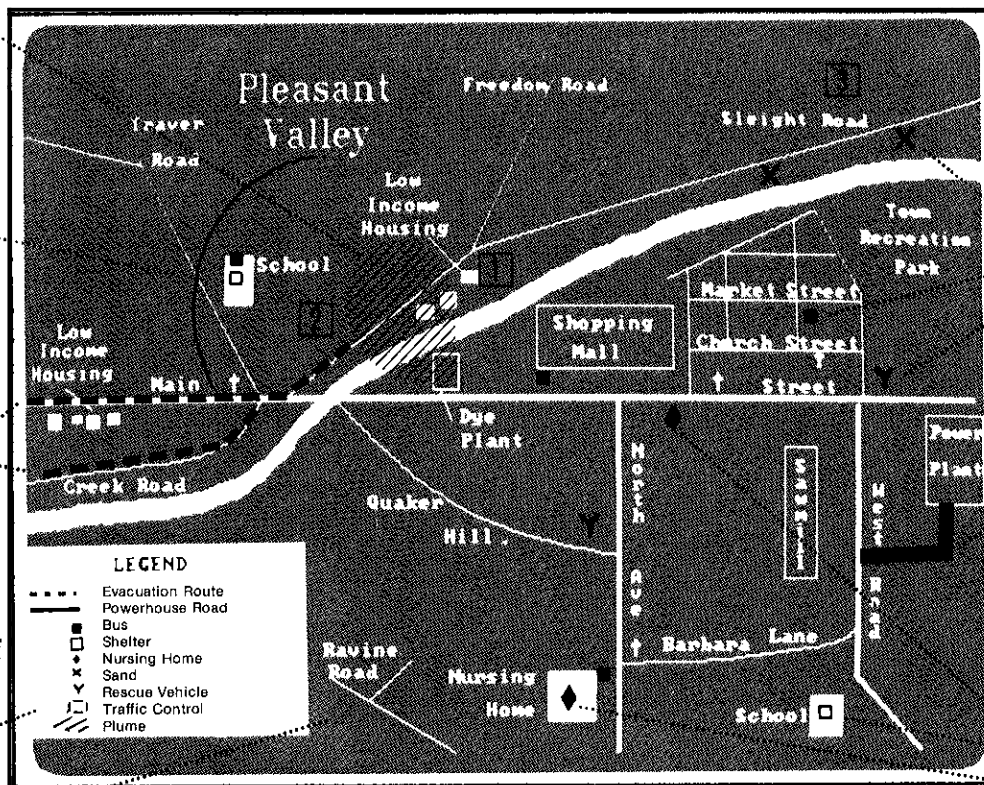 Pleasant
Valley
Freedom Road
Sleight Road
3
Traver
Road
Low
Income
Housing
School
1
2
Town
Recreation
Park
Market Street
Church Street
Street
Shopping
Mall
Low
Income
Housing
Main
Dye
Plant
Power
Plant
Creek Road
Quaker
Hill
North Ave
Sawmill
West Road
Barbara Lane
Ravine
Road
Nursing
Home
School
LEGEND
Evacuation Route
Powerhouse Road
Bus
Shelter
Nursing Home
Sand
Rescue Vehicle
Traffic Control
Plume